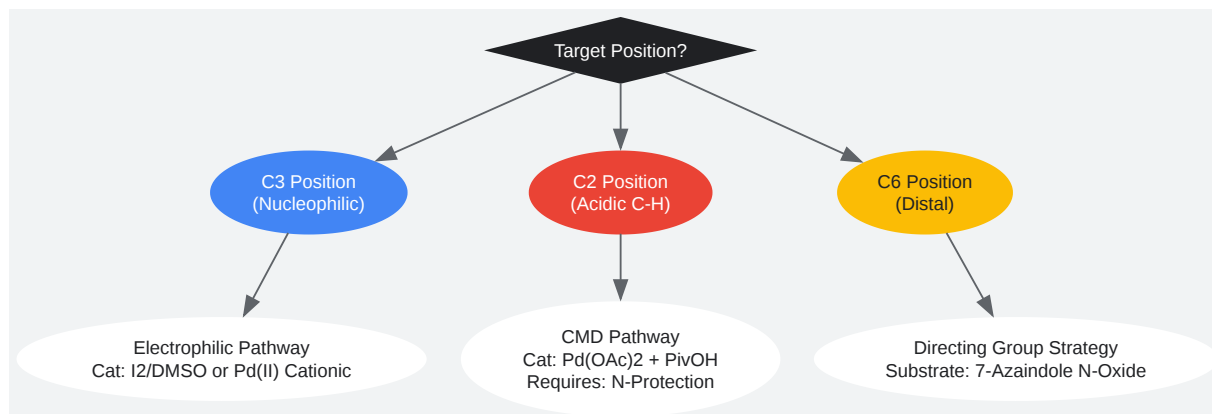 Target Position?
C3 Position
(Nucleophilic)
C2 Position
(Acidic C-H)
C6 Position
(Distal)
Electrophilic Pathway
Cat: I2/DMSO or Pd(II) Cationic
CMD Pathway
Cat: Pd(OAc)2 + PivOH
Requires: N-Protection
Directing Group Strategy
Substrate: 7-Azaindole N-Oxide